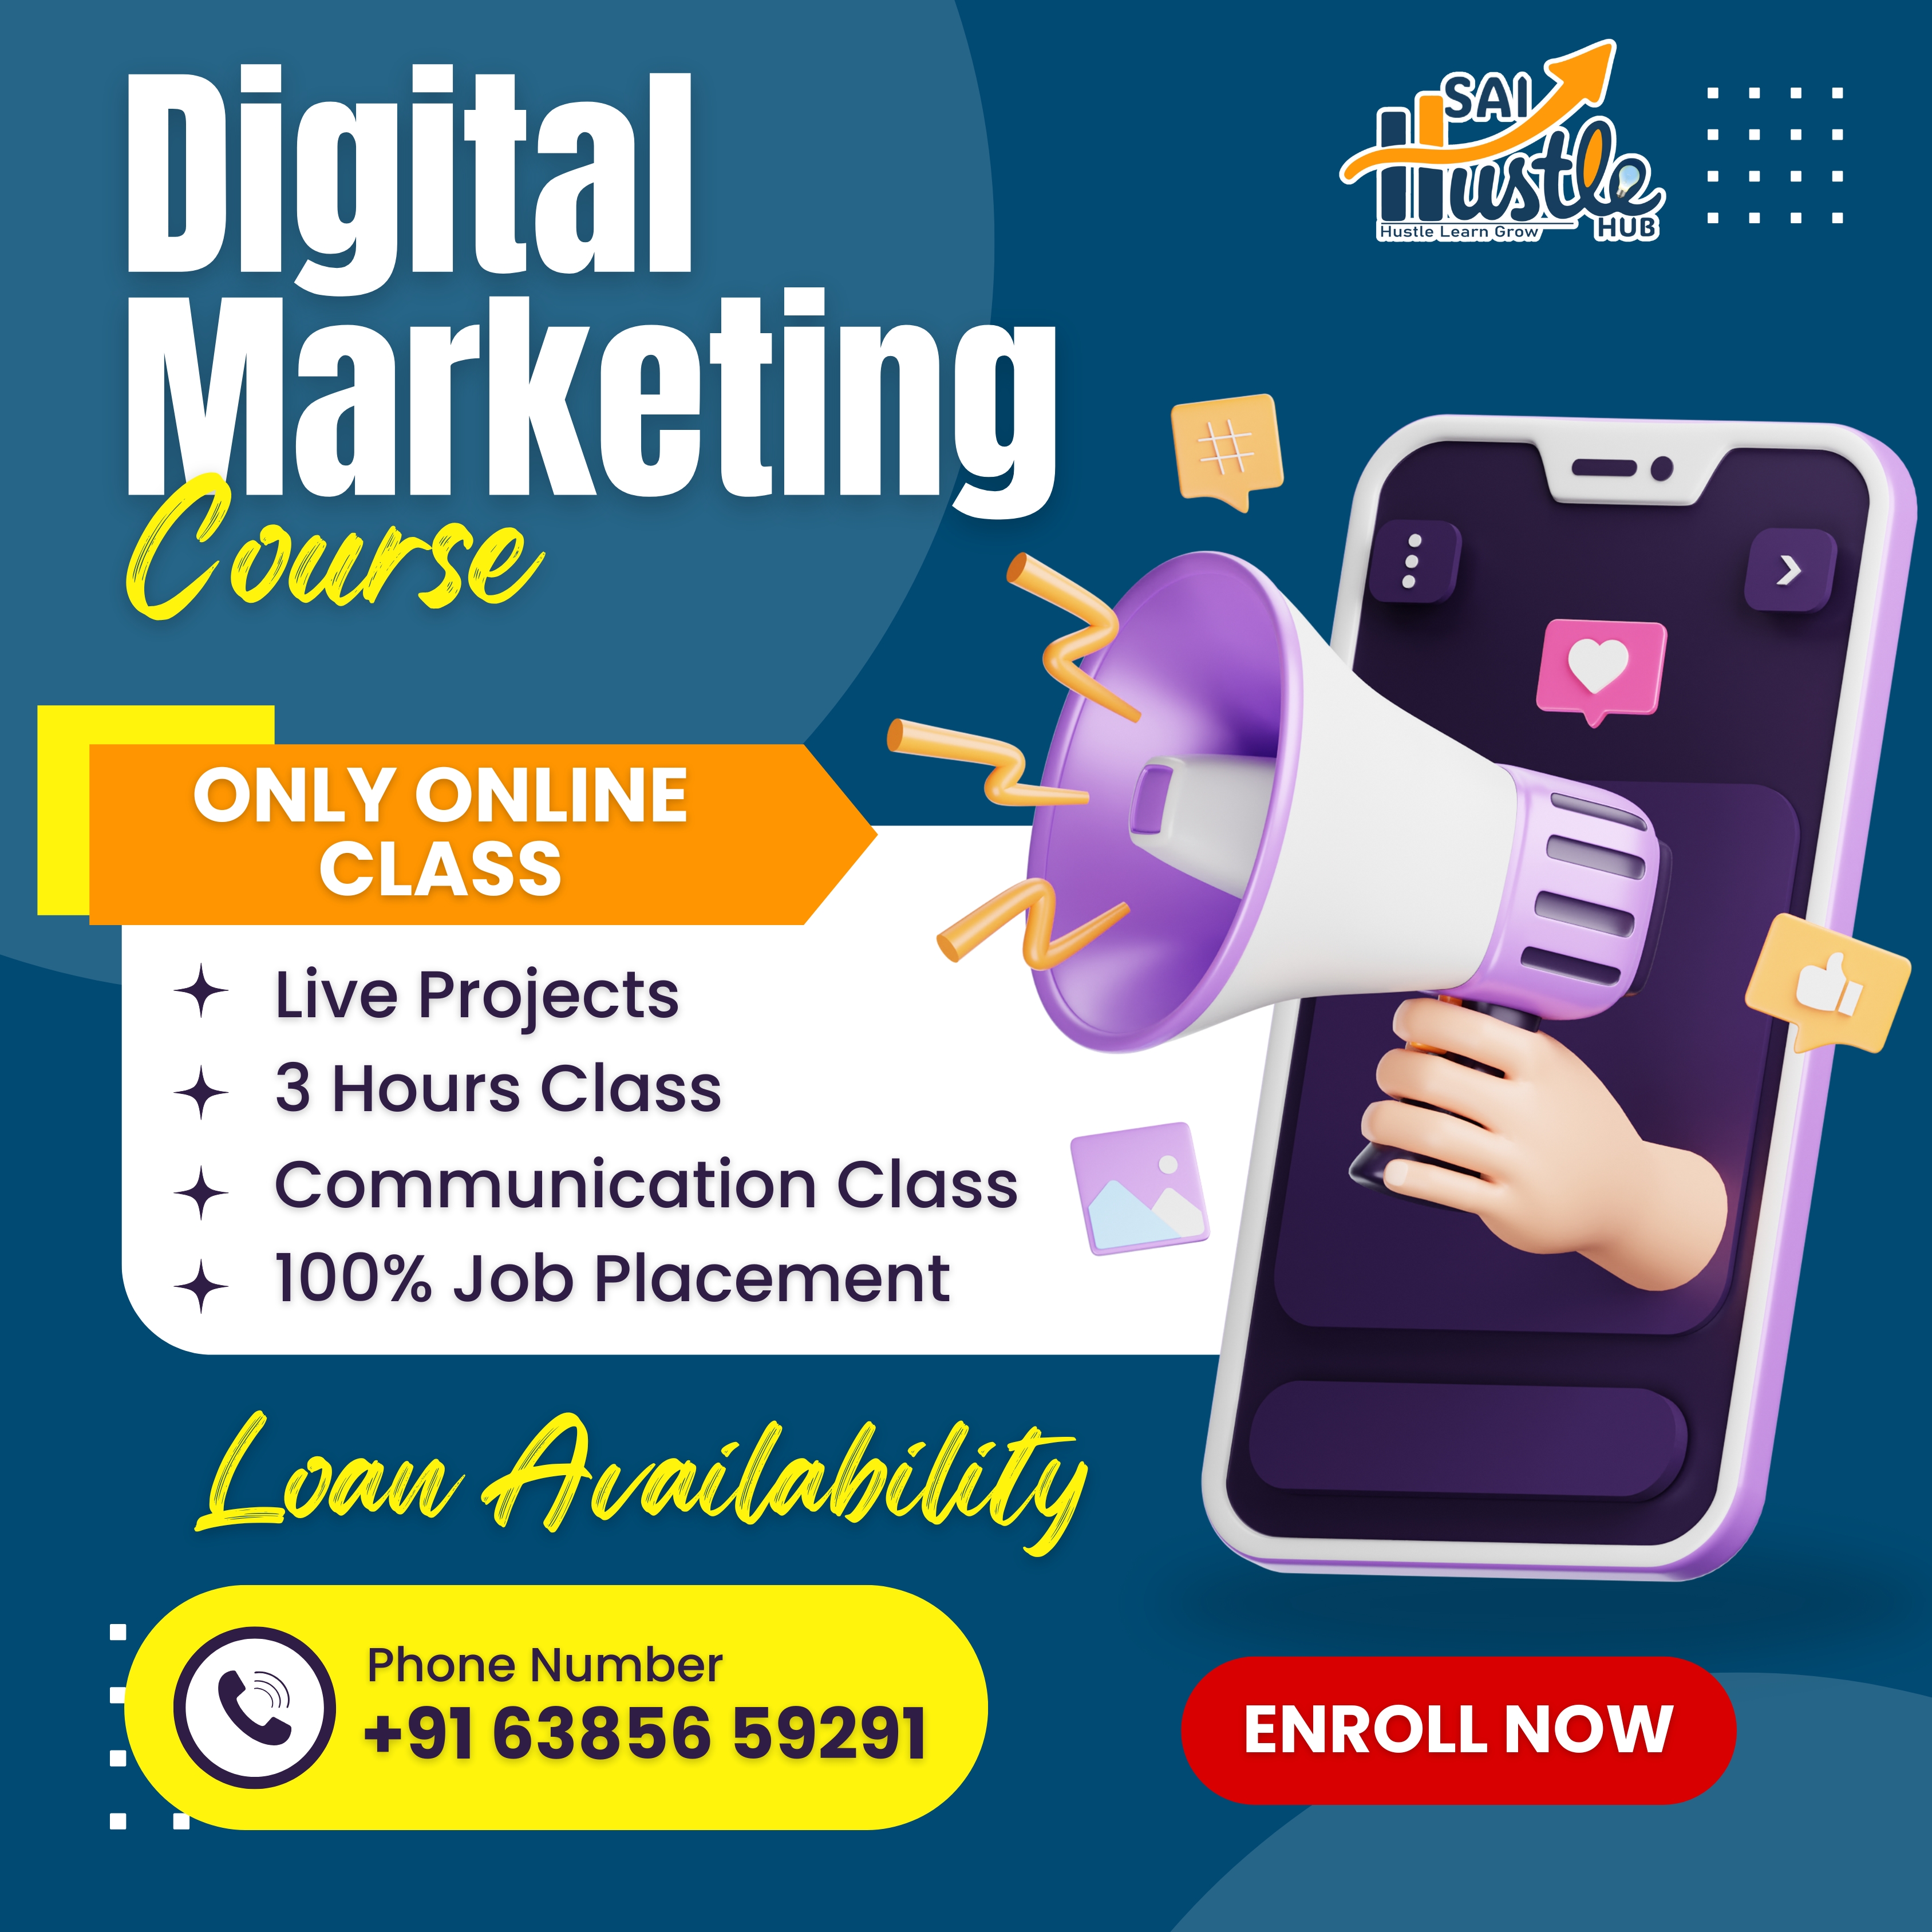 Digital
Marketing
Course
SAI
Hustle
HUB
Hustle Learn Grow
ONLY ONLINE
CLASS
Live Projects
3 Hours Class
Communication Class
100% Job Placement
Loan Availability
Phone Number
+91 63856 59291
ENROLL NOW